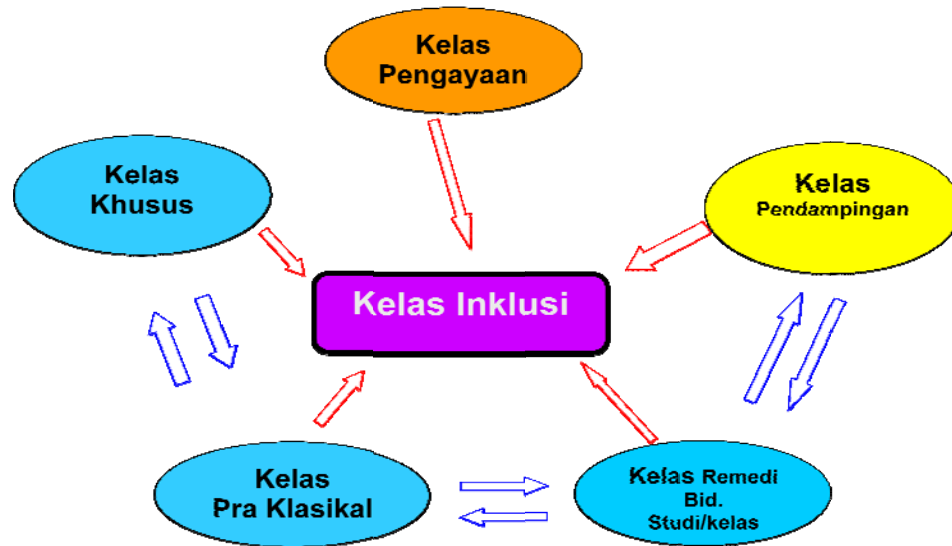 Kelas
Pengayaan
Kelas
Khusus
Kelas
Pendampingan
Kelas Inklusi
Kelas
Pra Klasikal
Kelas Remedi
Bid.
Studi/kelas